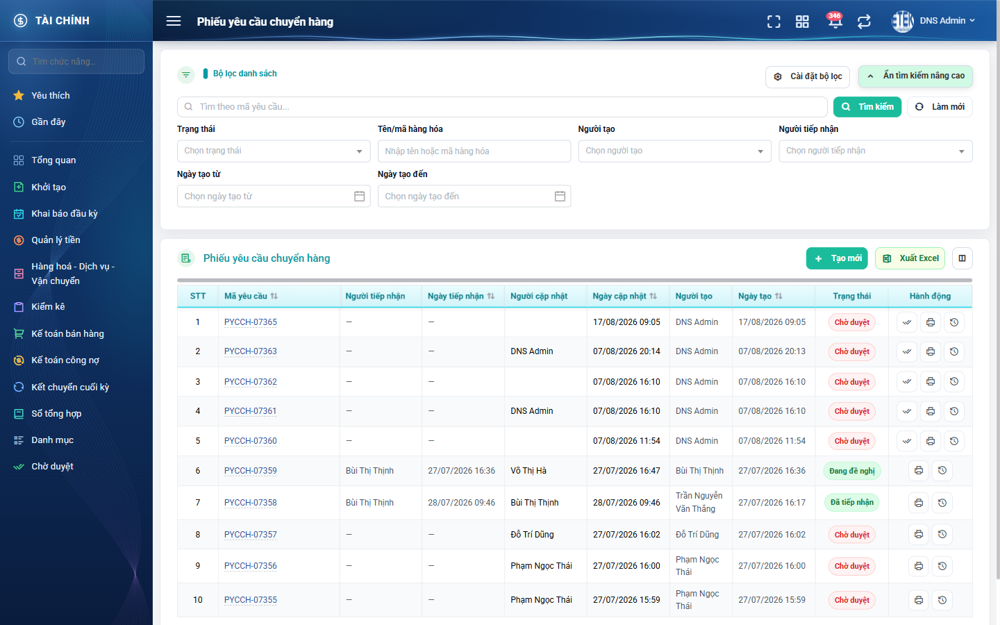 TÀI CHÍNH
Tìm chức năng...
Yêu thích
Gần đây
Tổng quan
Khởi tạo
Khai báo đầu kỳ
Quản lý tiền
Hàng hoá - Dịch vụ -
Vận chuyển
Kiểm kê
Kế toán bán hàng
Kế toán công nợ
Kết chuyển cuối kỳ
Sổ tổng hợp
Danh mục
Chờ duyệt
Phiếu yêu cầu chuyển hàng
346
DNS Admin
Bộ lọc danh sách
Cài đặt bộ lọc
Ẩn tìm kiếm nâng cao
Tìm theo mã yêu cầu...
Tìm kiếm
Làm mới
Trạng thái
Tên/mã hàng hóa
Người tạo
Người tiếp nhận
Chọn trạng thái
Nhập tên hoặc mã hàng hóa
Chọn người tạo
Chọn người tiếp nhận
Ngày tạo từ
Ngày tạo đến
Chọn ngày tạo từ
Chọn ngày tạo đến
Phiếu yêu cầu chuyển hàng
Tạo mới
Xuất Excel
STT Mã yêu cầu Người tiếp nhận Ngày tiếp nhận Người cập nhật Ngày cập nhật Người tạo Ngày tạo Trạng thái Hành động
1 PYCCH-07365 — — 17/08/2026 09:05 DNS Admin 17/08/2026 09:05 Chờ duyệt
2 PYCCH-07363 — — DNS Admin 07/08/2026 20:14 DNS Admin 07/08/2026 20:13 Chờ duyệt
3 PYCCH-07362 — — 07/08/2026 16:10 DNS Admin 07/08/2026 16:10 Chờ duyệt
4 PYCCH-07361 — — DNS Admin 07/08/2026 16:10 DNS Admin 07/08/2026 16:10 Chờ duyệt
5 PYCCH-07360 — — 07/08/2026 11:54 DNS Admin 07/08/2026 11:54 Chờ duyệt
6 PYCCH-07359 Bùi Thị Thịnh 27/07/2026 16:36 Võ Thị Hà 27/07/2026 16:47 Bùi Thị Thịnh 27/07/2026 16:36 Đang đề nghị
7 PYCCH-07358 Bùi Thị Thịnh 28/07/2026 09:46 Bùi Thị Thịnh 28/07/2026 09:46 Trần Nguyên Văn Thắng 27/07/2026 16:17 Đã tiếp nhận
8 PYCCH-07357 — — Đỗ Trí Dũng 27/07/2026 16:02 Đỗ Trí Dũng 27/07/2026 16:02 Chờ duyệt
9 PYCCH-07356 — — Phạm Ngọc Thái 27/07/2026 16:00 Phạm Ngọc Thái 27/07/2026 16:00 Chờ duyệt
10 PYCCH-07355 — — Phạm Ngọc Thái 27/07/2026 15:59 Phạm Ngọc Thái 27/07/2026 15:59 Chờ duyệt